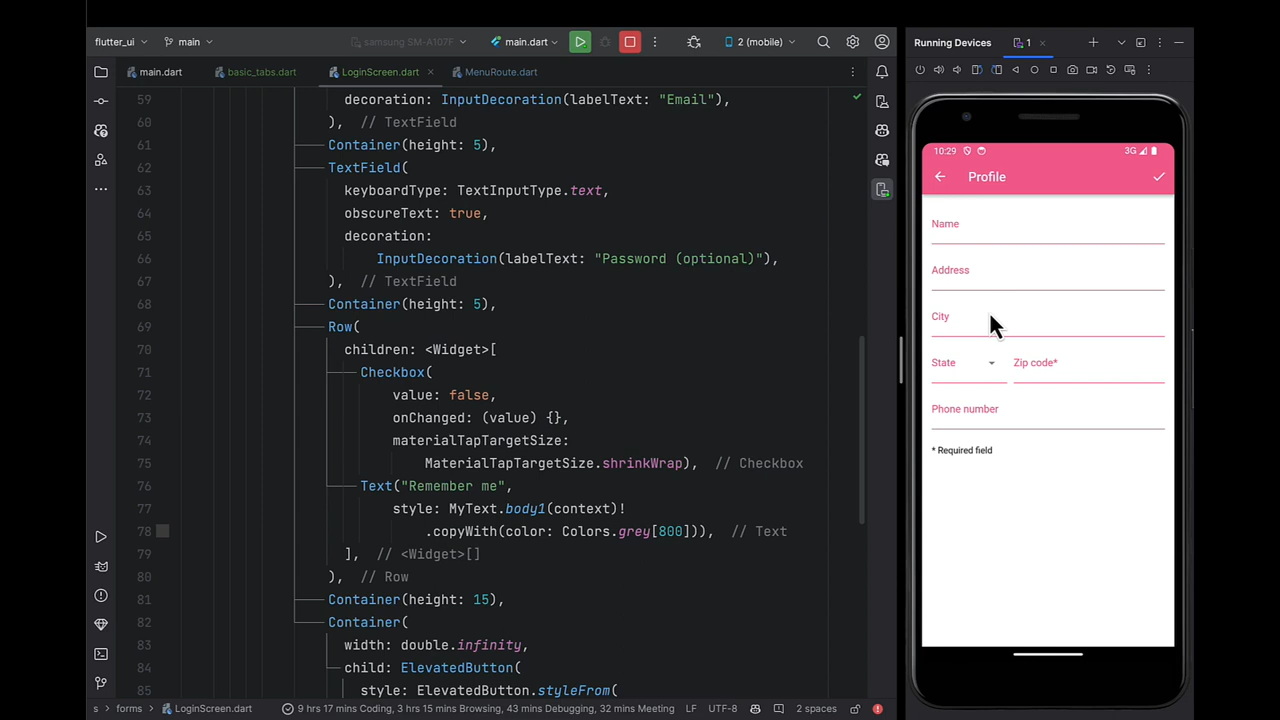 flutter_ui
main
samsung SM-A107F
main.dart
2 (mobile)
Running Devices
1
main.dart
basic_tabs.dart
LoginScreen.dart
MenuRoute.dart
59 decoration: InputDecoration(labelText: "Email"),
60 ), // TextField
61 Container(height: 5),
62 TextField(
63 keyboardType: TextInputType.text,
64 obscureText: true,
65 decoration:
66 InputDecoration(labelText: "Password (optional)"),
67 ), // TextField
68 Container(height: 5),
69 Row(
70 children: <Widget>[
71 Checkbox(
72 value: false,
73 onChanged: (value) {},
74 materialTapTargetSize:
75 MaterialTapTargetSize.shrinkWrap), // Checkbox
76 Text("Remember me",
77 style: MyText.body1(context)!
78 .copyWith(color: Colors.grey[800])), // Text
79 ], // <Widget>[]
80 ), // Row
81 Container(height: 15),
82 Container(
83 width: double.infinity,
84 child: ElevatedButton(
85 style: ElevatedButton.styleFrom(
10:29
3G
Profile
Name
Address
City
State
Zip code*
Phone number
* Required field
s
forms
LoginScreen.dart
9 hrs 17 mins Coding, 3 hrs 15 mins Browsing, 43 mins Debugging, 32 mins Meeting
LF
UTF-8
2 spaces